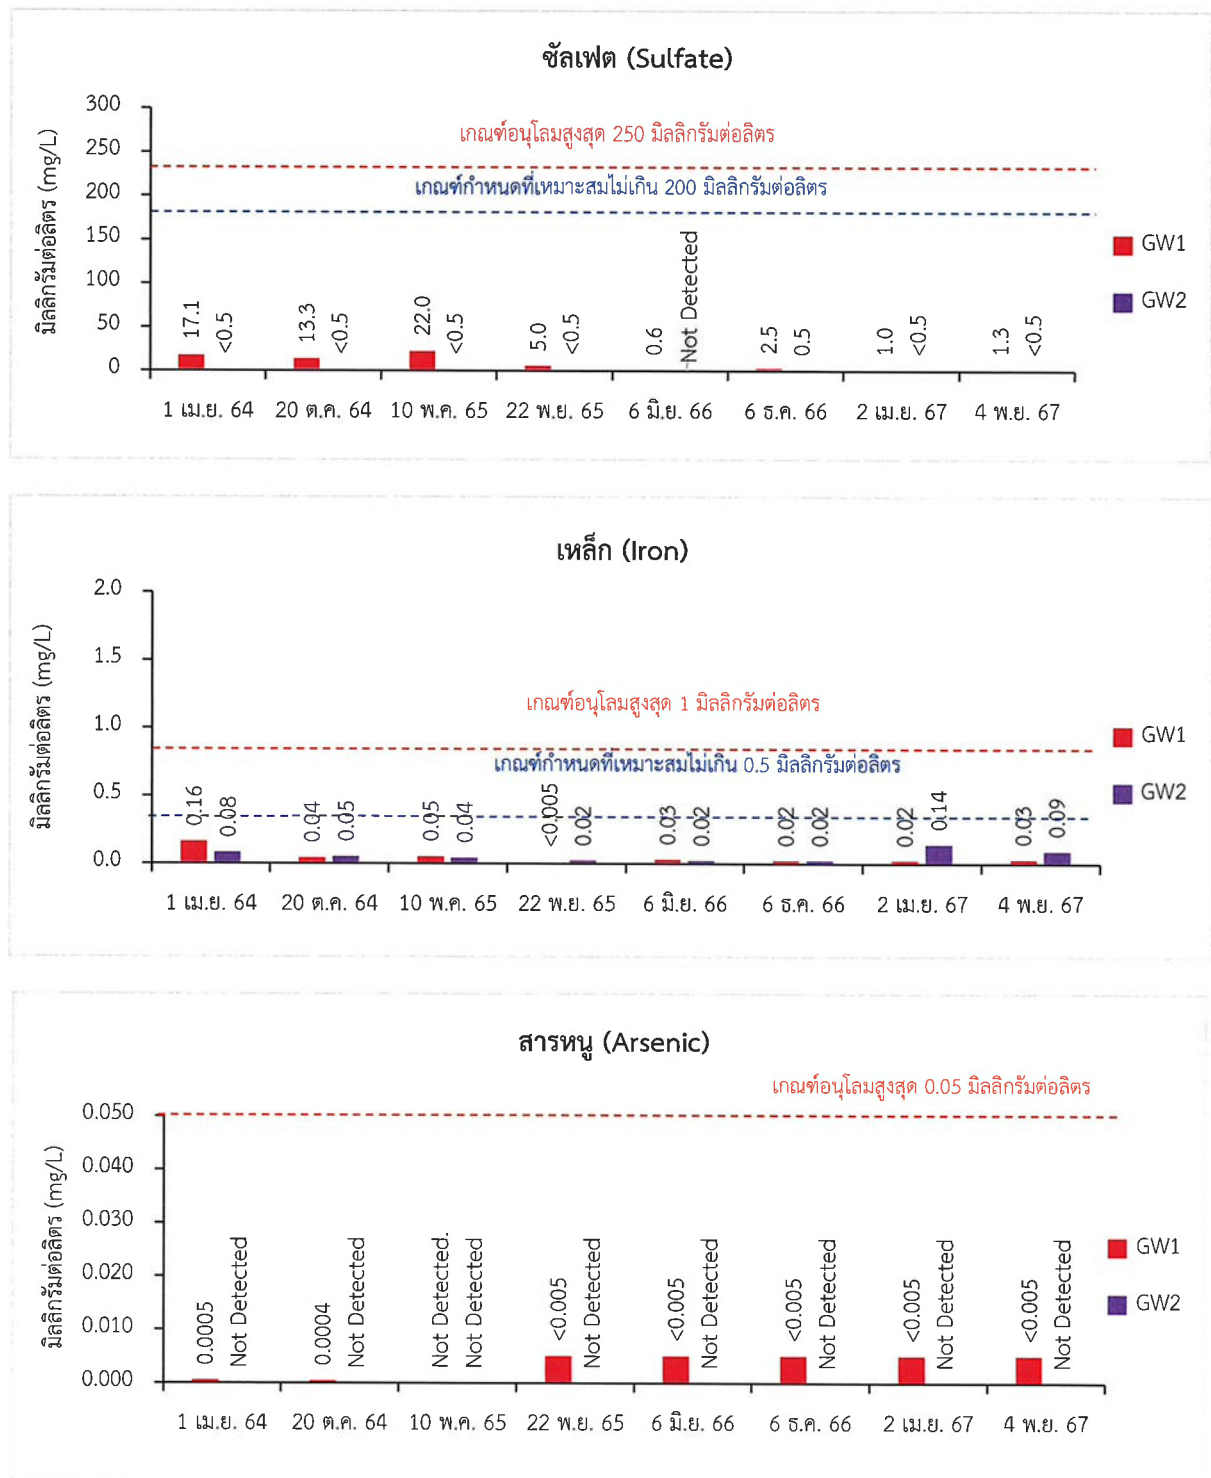 ซัลเฟต (Sulfate)
มิลลิกรัมต่อลิตร (mg/L)
300
250
200
150
100
50
0
เกณฑ์อนุโลมสูงสุด 250 มิลลิกรัมต่อลิตร
เกณฑ์กำหนดที่เหมาะสมไม่เกิน 200 มิลลิกรัมต่อลิตร
17.1 <0.5 13.3 <0.5 22.0 <0.5 5.0 <0.5 0.6 Not Detected 2.5 0.5 1.0 <0.5 1.3 <0.5
GW1
GW2
1 เม.ย. 64 20 ต.ค. 64 10 พ.ค. 65 22 พ.ย. 65 6 มิ.ย. 66 6 ธ.ค. 66 2 เม.ย. 67 4 พ.ย. 67
เหล็ก (Iron)
มิลลิกรัมต่อลิตร (mg/L)
2.0
1.5
1.0
0.5
0.0
เกณฑ์อนุโลมสูงสุด 1 มิลลิกรัมต่อลิตร
เกณฑ์กำหนดที่เหมาะสมไม่เกิน 0.5 มิลลิกรัมต่อลิตร
0.16 0.08 0.04 0.05 0.05 0.04 <0.005 0.02 0.03 0.02 0.02 0.02 0.02 0.14 0.03 0.09
GW1
GW2
1 เม.ย. 64 20 ต.ค. 64 10 พ.ค. 65 22 พ.ย. 65 6 มิ.ย. 66 6 ธ.ค. 66 2 เม.ย. 67 4 พ.ย. 67
สารหนู (Arsenic)
มิลลิกรัมต่อลิตร (mg/L)
เกณฑ์อนุโลมสูงสุด 0.05 มิลลิกรัมต่อลิตร
0.050
0.040
0.030
0.020
0.010
0.000
0.0005 Not Detected 0.0004 Not Detected Not Detected. Not Detected <0.005 Not Detected <0.005 Not Detected <0.005 Not Detected <0.005 Not Detected <0.005 Not Detected
GW1
GW2
1 เม.ย. 64 20 ต.ค. 64 10 พ.ค. 65 22 พ.ย. 65 6 มิ.ย. 66 6 ธ.ค. 66 2 เม.ย. 67 4 พ.ย. 67